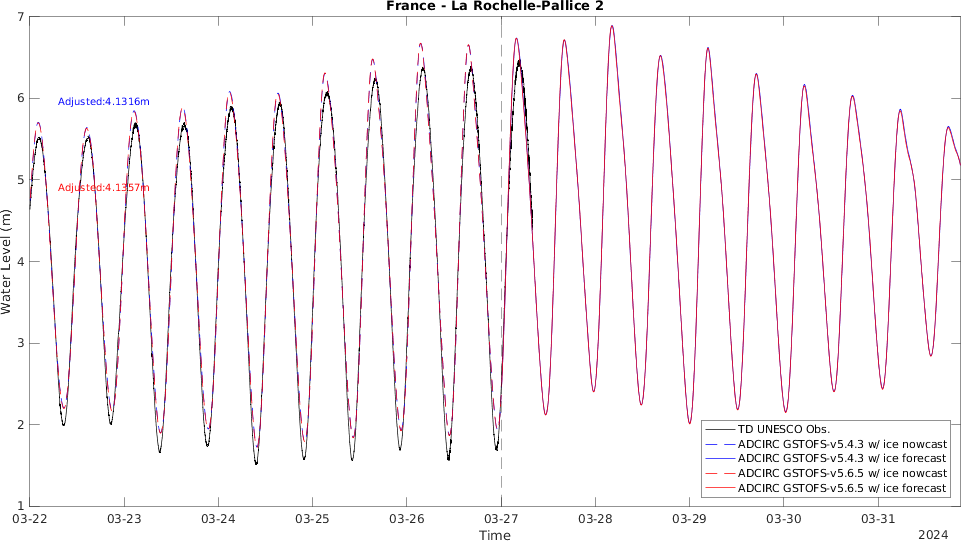 France - La Rochelle-Pallice 2
7
6
5
4
3
2
1
Water Level (m)
Adjusted:4.1316m
Adjusted:4.1357m
TD UNESCO Obs.
ADCIRC GSTOFS-v5.4.3 w/ ice nowcast
ADCIRC GSTOFS-v5.4.3 w/ ice forecast
ADCIRC GSTOFS-v5.6.5 w/ ice nowcast
ADCIRC GSTOFS-v5.6.5 w/ ice forecast
03-22 03-23 03-24 03-25 03-26 03-27 03-28 03-29 03-30 03-31
Time
2024